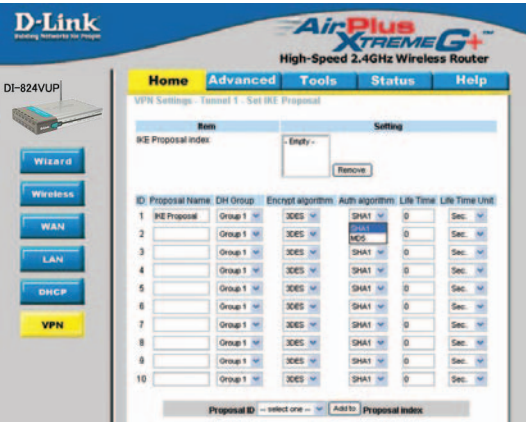 D-Link
Building Networks for People
AirPlus
XTREME G+™
High-Speed 2.4GHz Wireless Router
DI-824VUP
Home Advanced Tools Status Help
VPN Settings - Tunnel 1 - Set IKE Proposal
Item Setting
IKE Proposal index
- Empty -
Remove
Wizard
Wireless
WAN
LAN
DHCP
VPN
ID Proposal Name DH Group Encrypt algorithm Auth algorithm Life Time Life Time Unit
1 IKE Proposal Group 1 3DES SHA1 0 Sec.
SHA1
MD5
2 Group 1 3DES 0 Sec.
3 Group 1 3DES SHA1 0 Sec.
4 Group 1 3DES SHA1 0 Sec.
5 Group 1 3DES SHA1 0 Sec.
6 Group 1 3DES SHA1 0 Sec.
7 Group 1 3DES SHA1 0 Sec.
8 Group 1 3DES SHA1 0 Sec.
9 Group 1 3DES SHA1 0 Sec.
10 Group 1 3DES SHA1 0 Sec.
Proposal ID -- select one -- Add to Proposal index